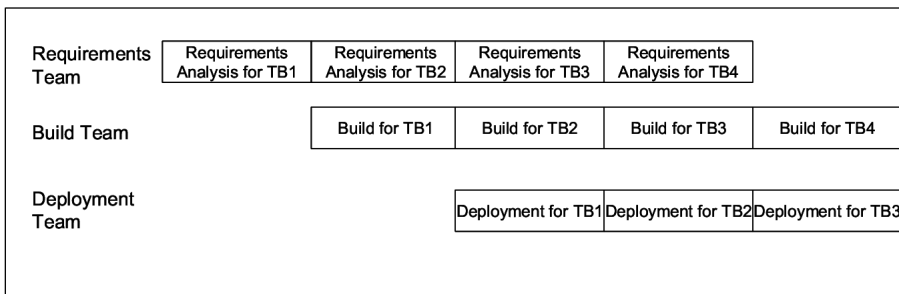 Requirements
Team
Requirements
Analysis for TB1
Requirements
Analysis for TB2
Requirements
Analysis for TB3
Requirements
Analysis for TB4
Build Team
Build for TB1
Build for TB2
Build for TB3
Build for TB4
Deployment
Team
Deployment for TB1
Deployment for TB2
Deployment for TB3